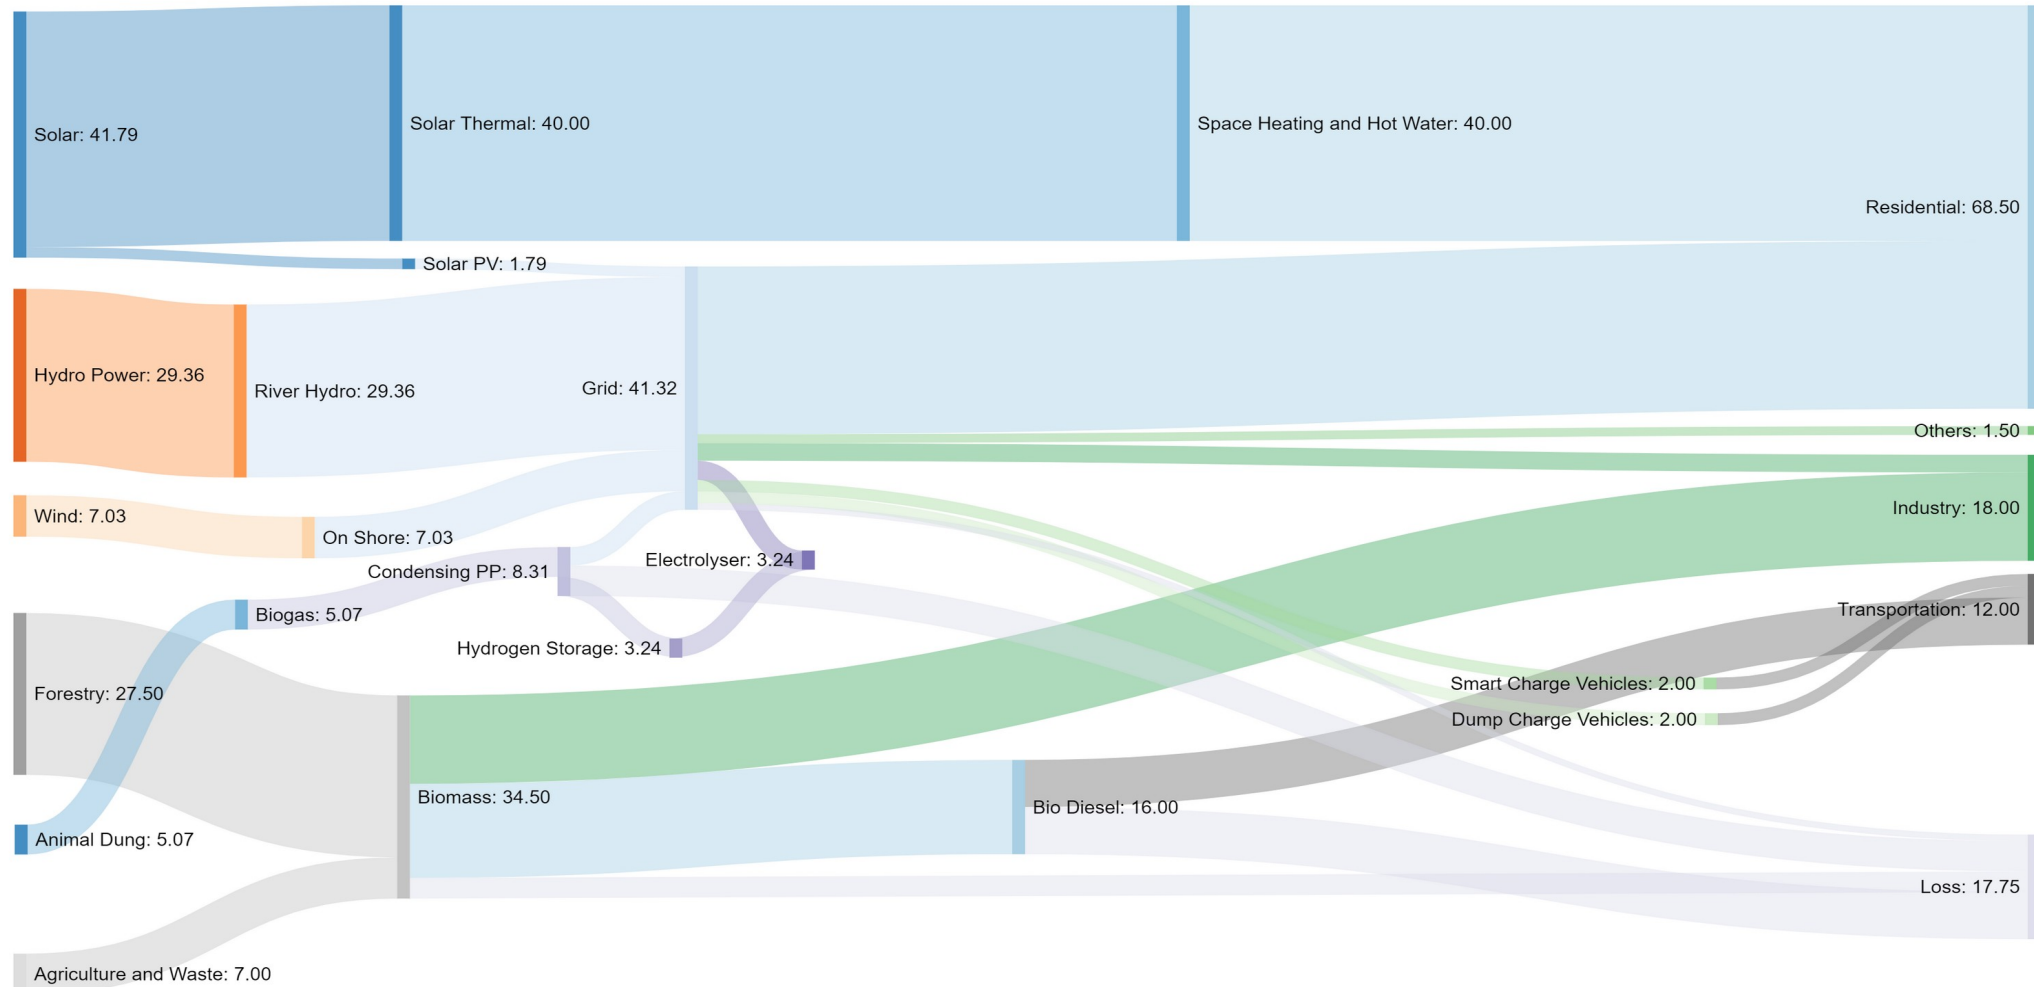 Solar: 41.79
Solar Thermal: 40.00
Space Heating and Hot Water: 40.00
Residential: 68.50
Solar PV: 1.79
Hydro Power: 29.36
River Hydro: 29.36
Grid: 41.32
Others: 1.50
Wind: 7.03
On Shore: 7.03
Industry: 18.00
Condensing PP: 8.31
Electrolyser: 3.24
Biogas: 5.07
Transportation: 12.00
Hydrogen Storage: 3.24
Forestry: 27.50
Smart Charge Vehicles: 2.00
Dump Charge Vehicles: 2.00
Biomass: 34.50
Bio Diesel: 16.00
Animal Dung: 5.07
Loss: 17.75
Agriculture and Waste: 7.00